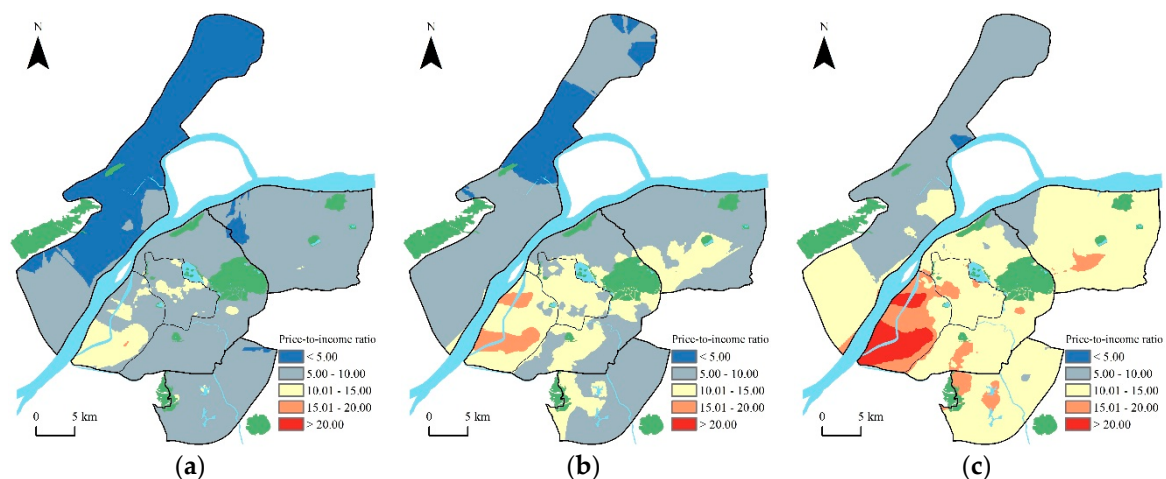 N
Price-to-income ratio
< 5.00
5.00 - 10.00
10.01 - 15.00
15.01 - 20.00
> 20.00
0 5 km
(a)
N
Price-to-income ratio
< 5.00
5.00 - 10.00
10.01 - 15.00
15.01 - 20.00
> 20.00
0 5 km
(b)
N
Price-to-income ratio
< 5.00
5.00 - 10.00
10.01 - 15.00
15.01 - 20.00
> 20.00
0 5 km
(c)